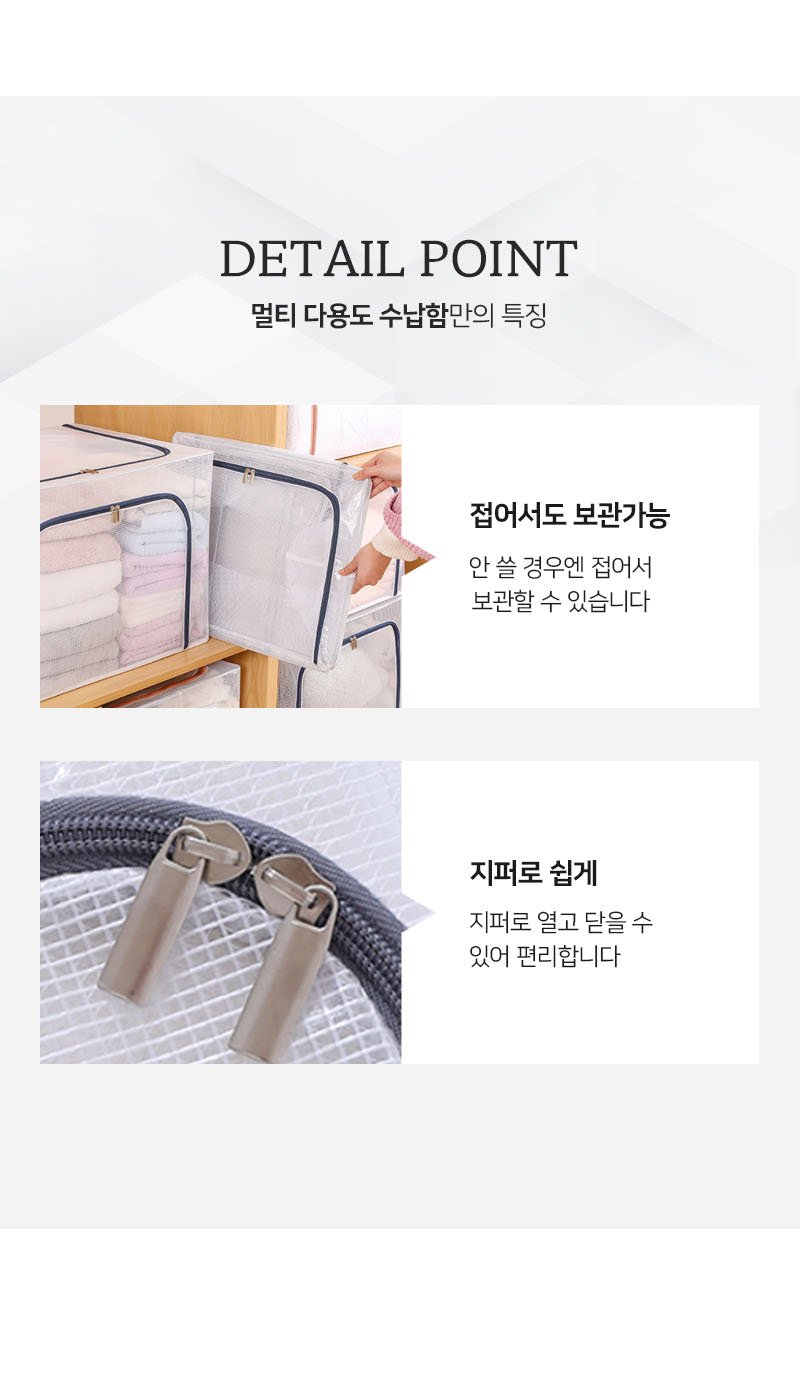 DETAIL POINT
멀티 다용도 수납함만의 특징
접어서도 보관가능
안 쓸 경우엔 접어서
보관할 수 있습니다
지퍼로 쉽게
지퍼로 열고 닫을 수
있어 편리합니다